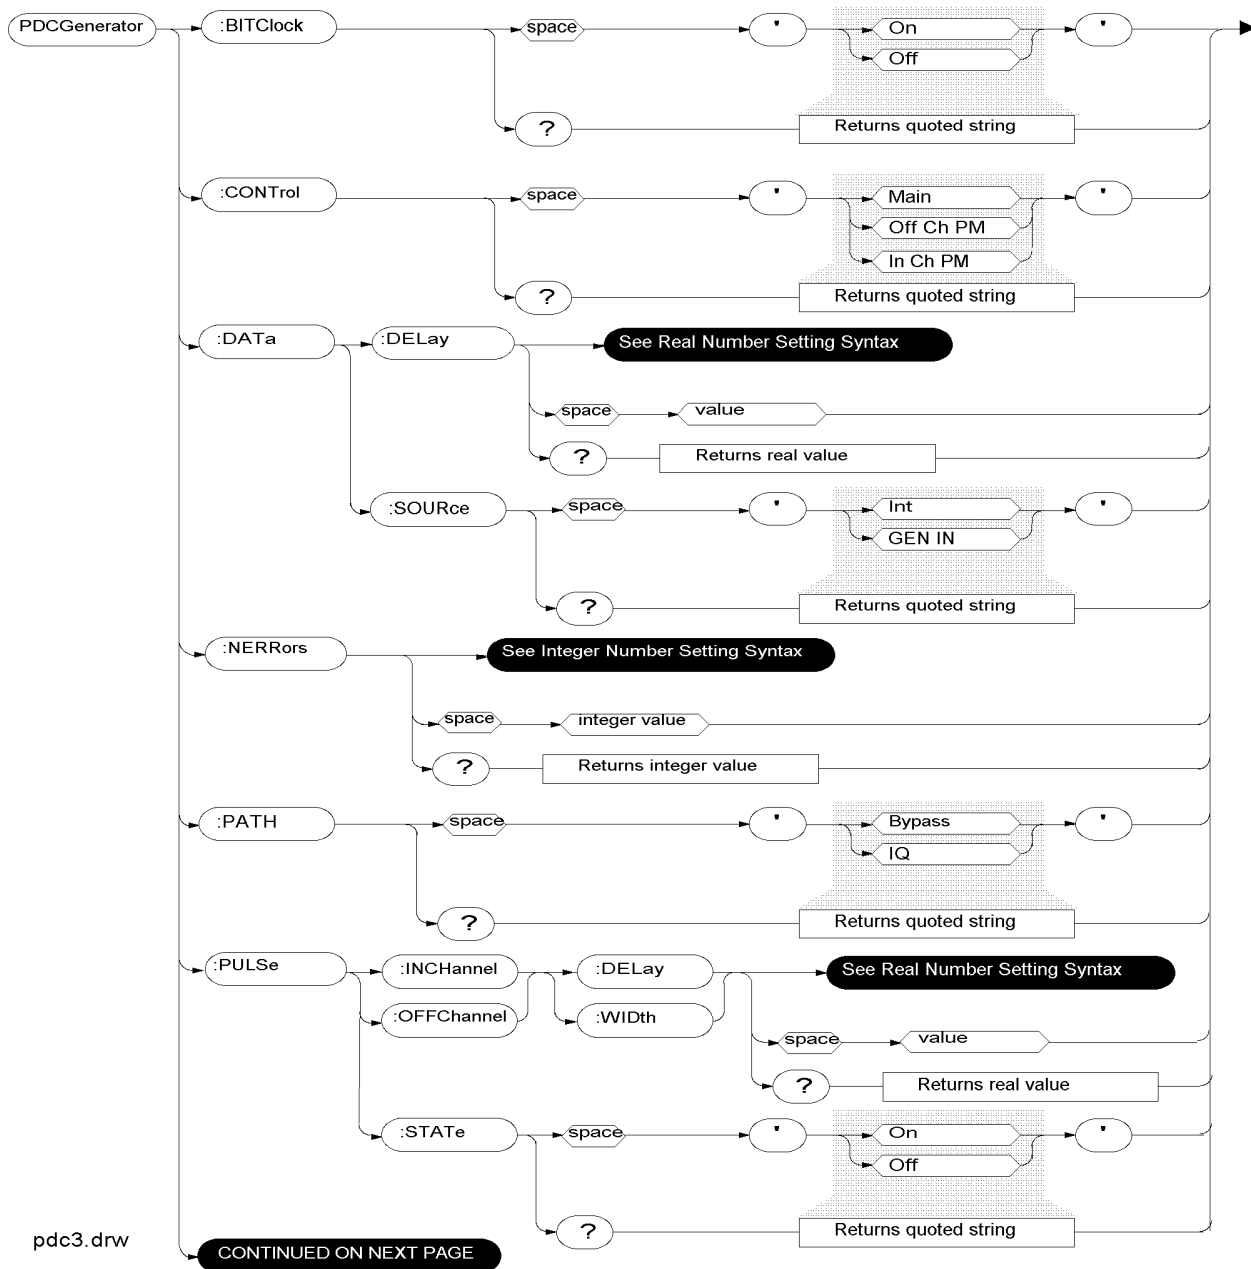 PDCGenerator :BITClock space ' On '
Off
? Returns quoted string
:CONTrol space ' Main '
Off Ch PM
In Ch PM
? Returns quoted string
:DATa :DELay See Real Number Setting Syntax
space value
? Returns real value
:SOURce space ' Int '
GEN IN
? Returns quoted string
:NERRors See Integer Number Setting Syntax
space integer value
? Returns integer value
:PATH space ' Bypass '
IQ
? Returns quoted string
:PULSe :INCHannel :DELay See Real Number Setting Syntax
:OFFChannel :WIDth
space value
? Returns real value
:STATe space ' On '
Off
? Returns quoted string
pdc3.drw
CONTINUED ON NEXT PAGE